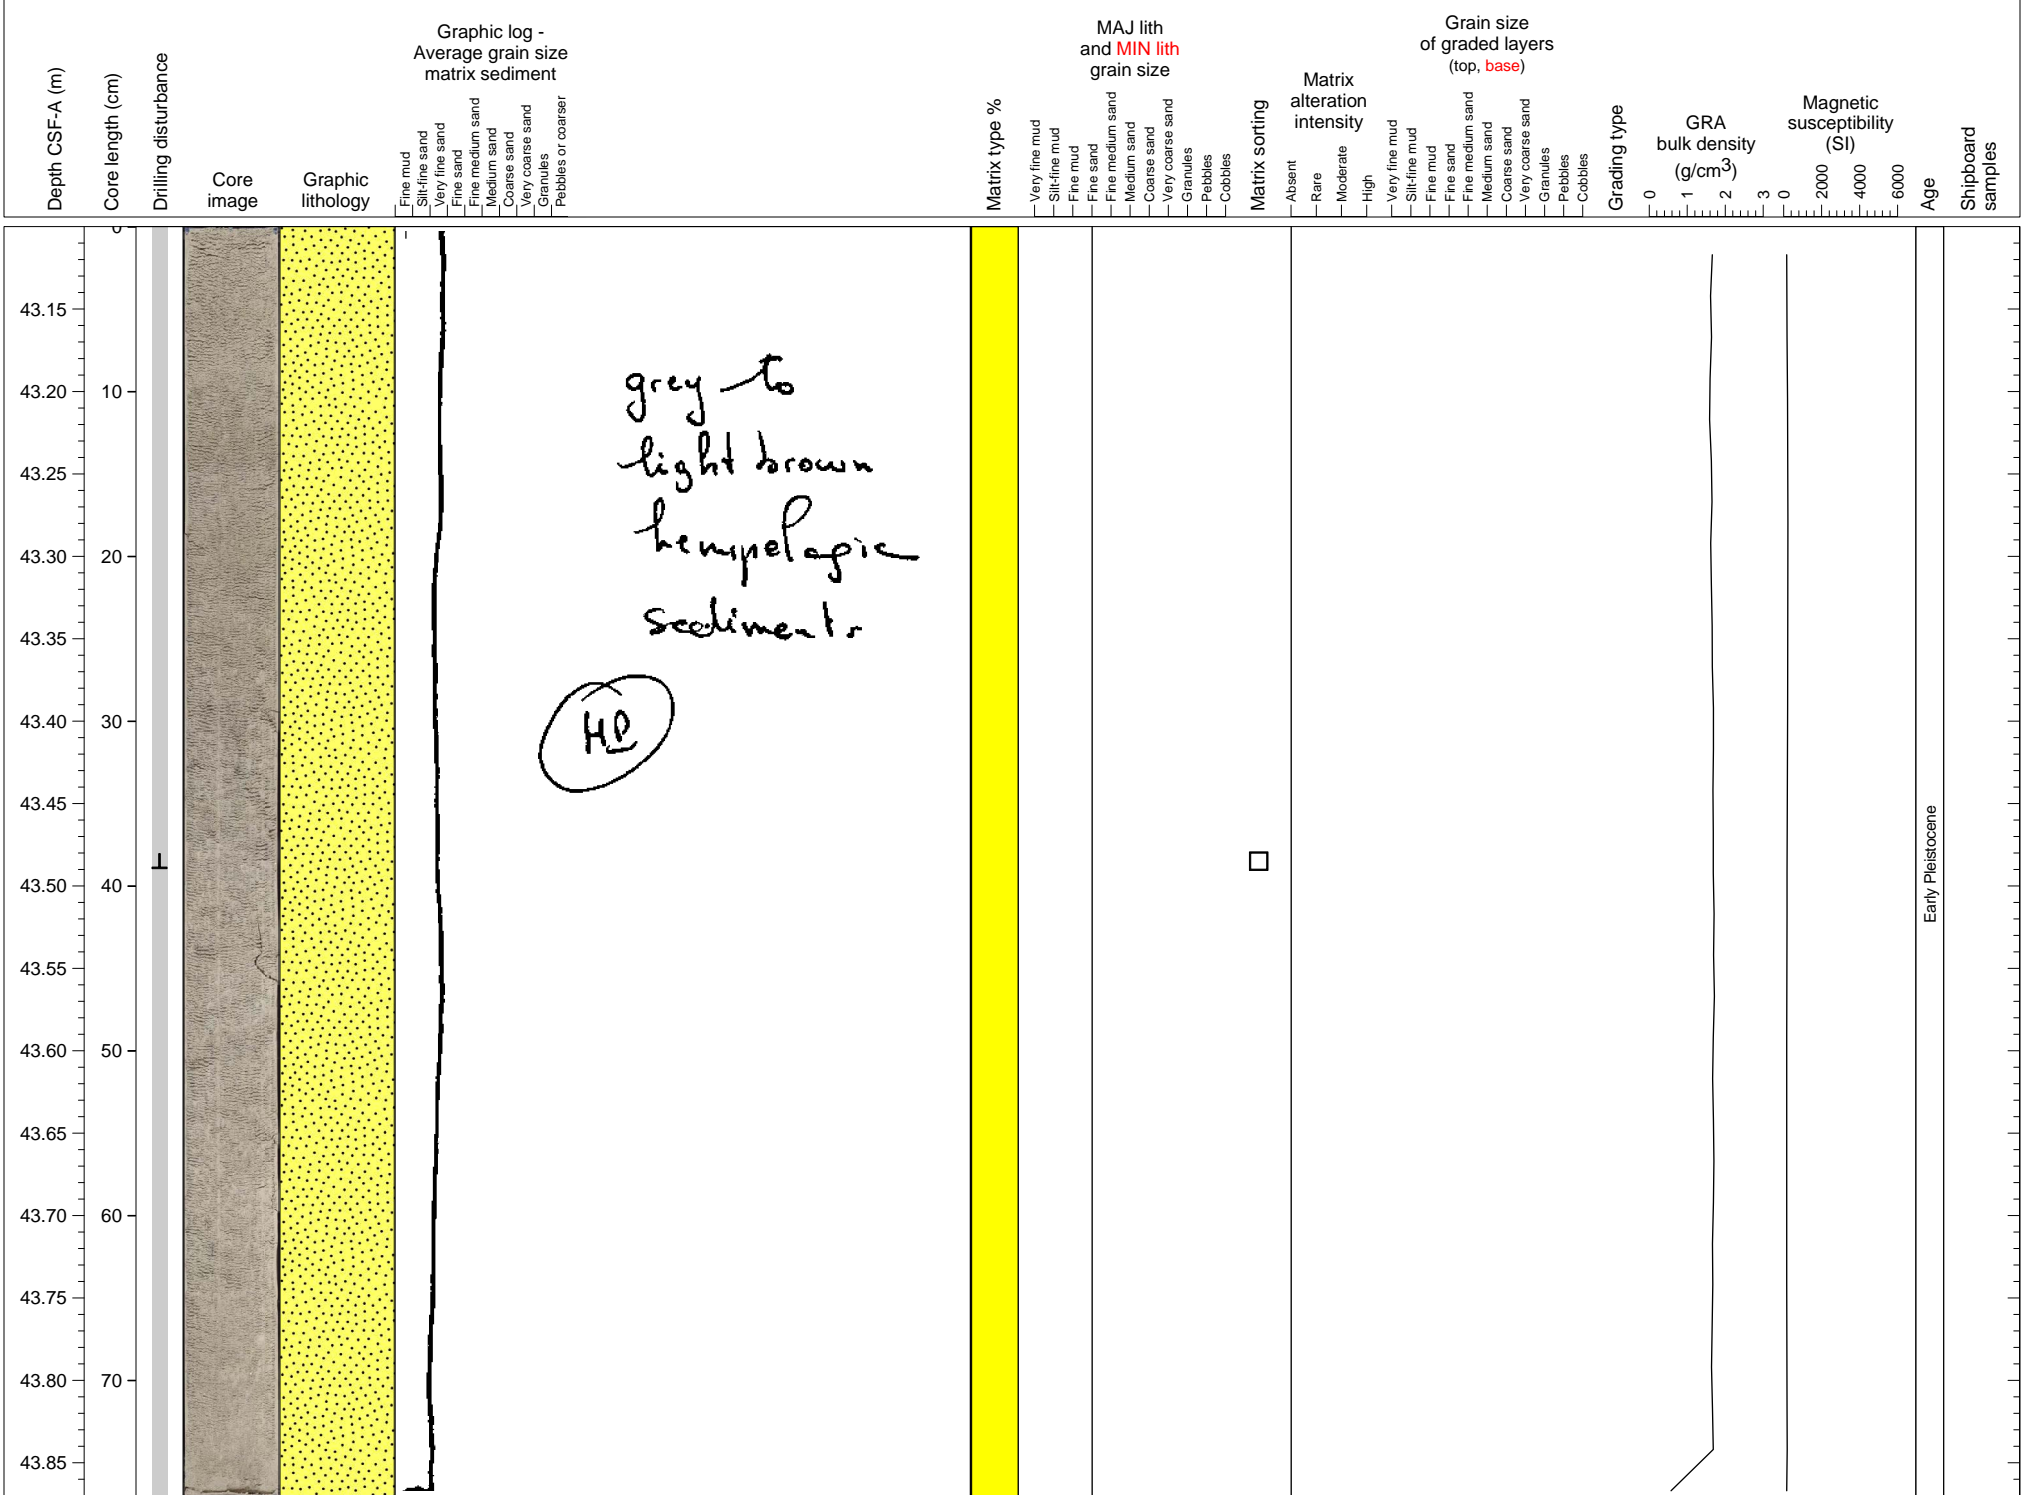 Depth CSF-A (m)
Core length (cm)
Drilling disturbance
Core
image
Graphic
lithology
Graphic log -
Average grain size
matrix sediment
Fine mud
Silt-fine sand
Very fine sand
Fine sand
Fine medium sand
Medium sand
Coarse sand
Very coarse sand
Granules
Pebbles or coarser
Matrix type %
MAJ lith
and MIN lith
grain size
Very fine mud
Silt-fine mud
Fine mud
Fine sand
Fine medium sand
Medium sand
Coarse sand
Very coarse sand
Granules
Pebbles
Cobbles
Matrix sorting
Matrix
alteration
intensity
Absent
Rare
Moderate
High
Grain size
of graded layers
(top, base)
Very fine mud
Silt-fine mud
Fine mud
Fine sand
Fine medium sand
Medium sand
Coarse sand
Very coarse sand
Granules
Pebbles
Cobbles
Grading type
GRA
bulk density
(g/cm3)
0 1 2 3
Magnetic
susceptibility
(SI)
0 2000 4000 6000
Age
Shipboard
samples
0
43.15
43.20 10
43.25
43.30 20
43.35
43.40 30
43.45
43.50 40
43.55
43.60 50
43.65
43.70 60
43.75
43.80 70
43.85
grey to
light brown
hemipelagic
sediments
HP
Early Pleistocene